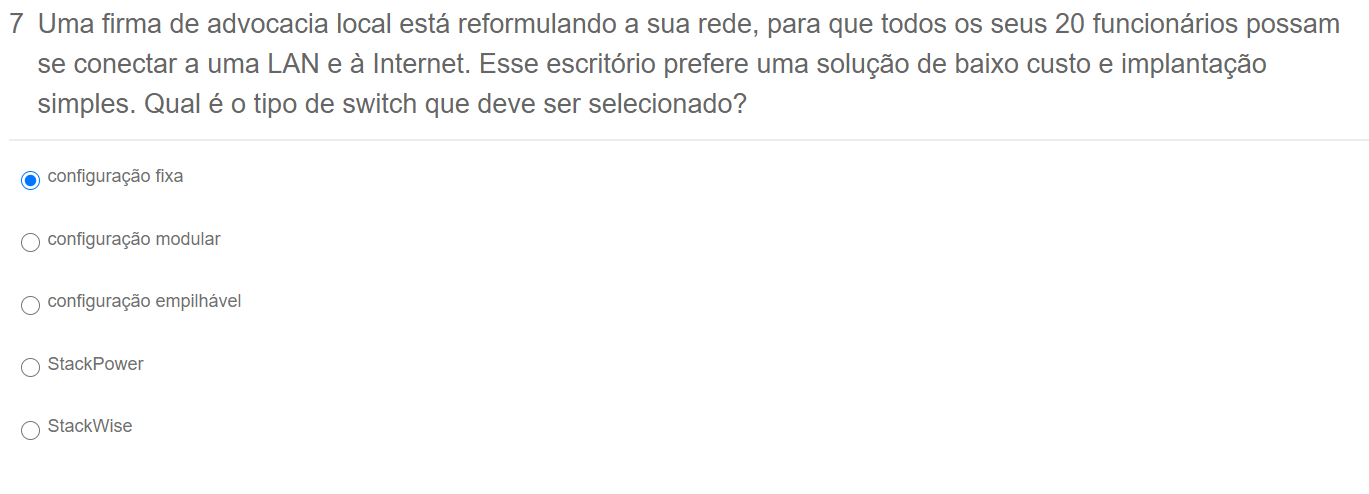 7 Uma firma de advocacia local está reformulando a sua rede, para que todos os seus 20 funcionários possam
se conectar a uma LAN e à Internet. Esse escritório prefere uma solução de baixo custo e implantação
simples. Qual é o tipo de switch que deve ser selecionado?
configuração fixa
configuração modular
configuração empilhável
StackPower
StackWise